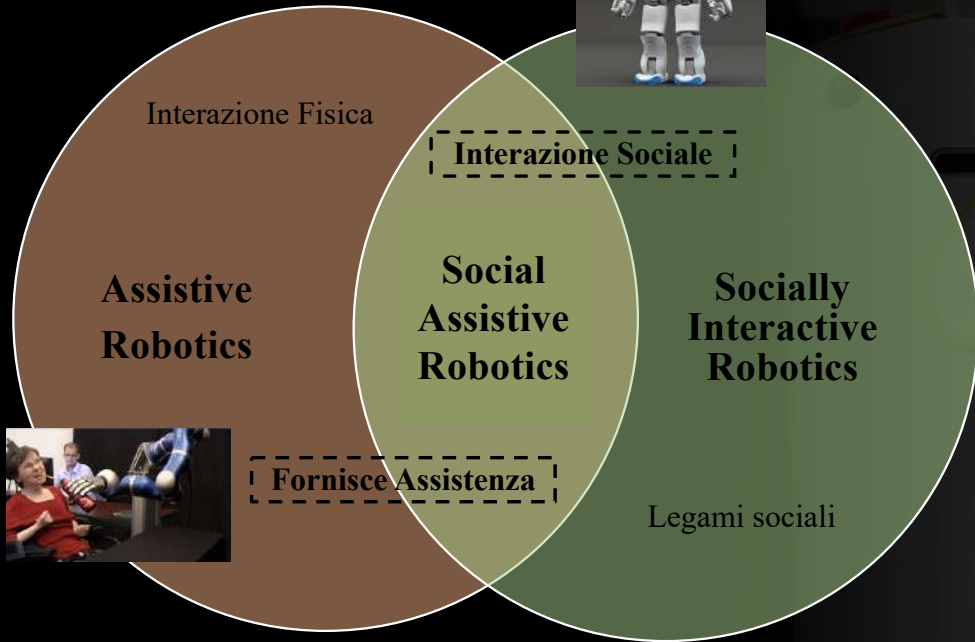 Interazione Fisica
Interazione Sociale
Assistive
Robotics
Social
Assistive
Robotics
Socially
Interactive
Robotics
Fornisce Assistenza
Legami sociali